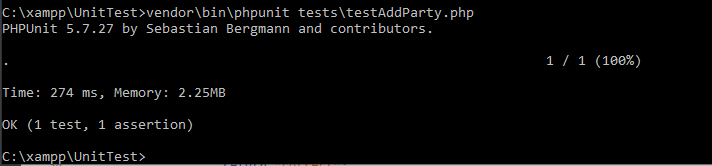 C:\xampp\UnitTest>vendor\bin\phpunit tests\testAddParty.php
PHPUnit 5.7.27 by Sebastian Bergmann and contributors.
. 1 / 1 (100%)
Time: 274 ms, Memory: 2.25MB
OK (1 test, 1 assertion)
C:\xampp\UnitTest>